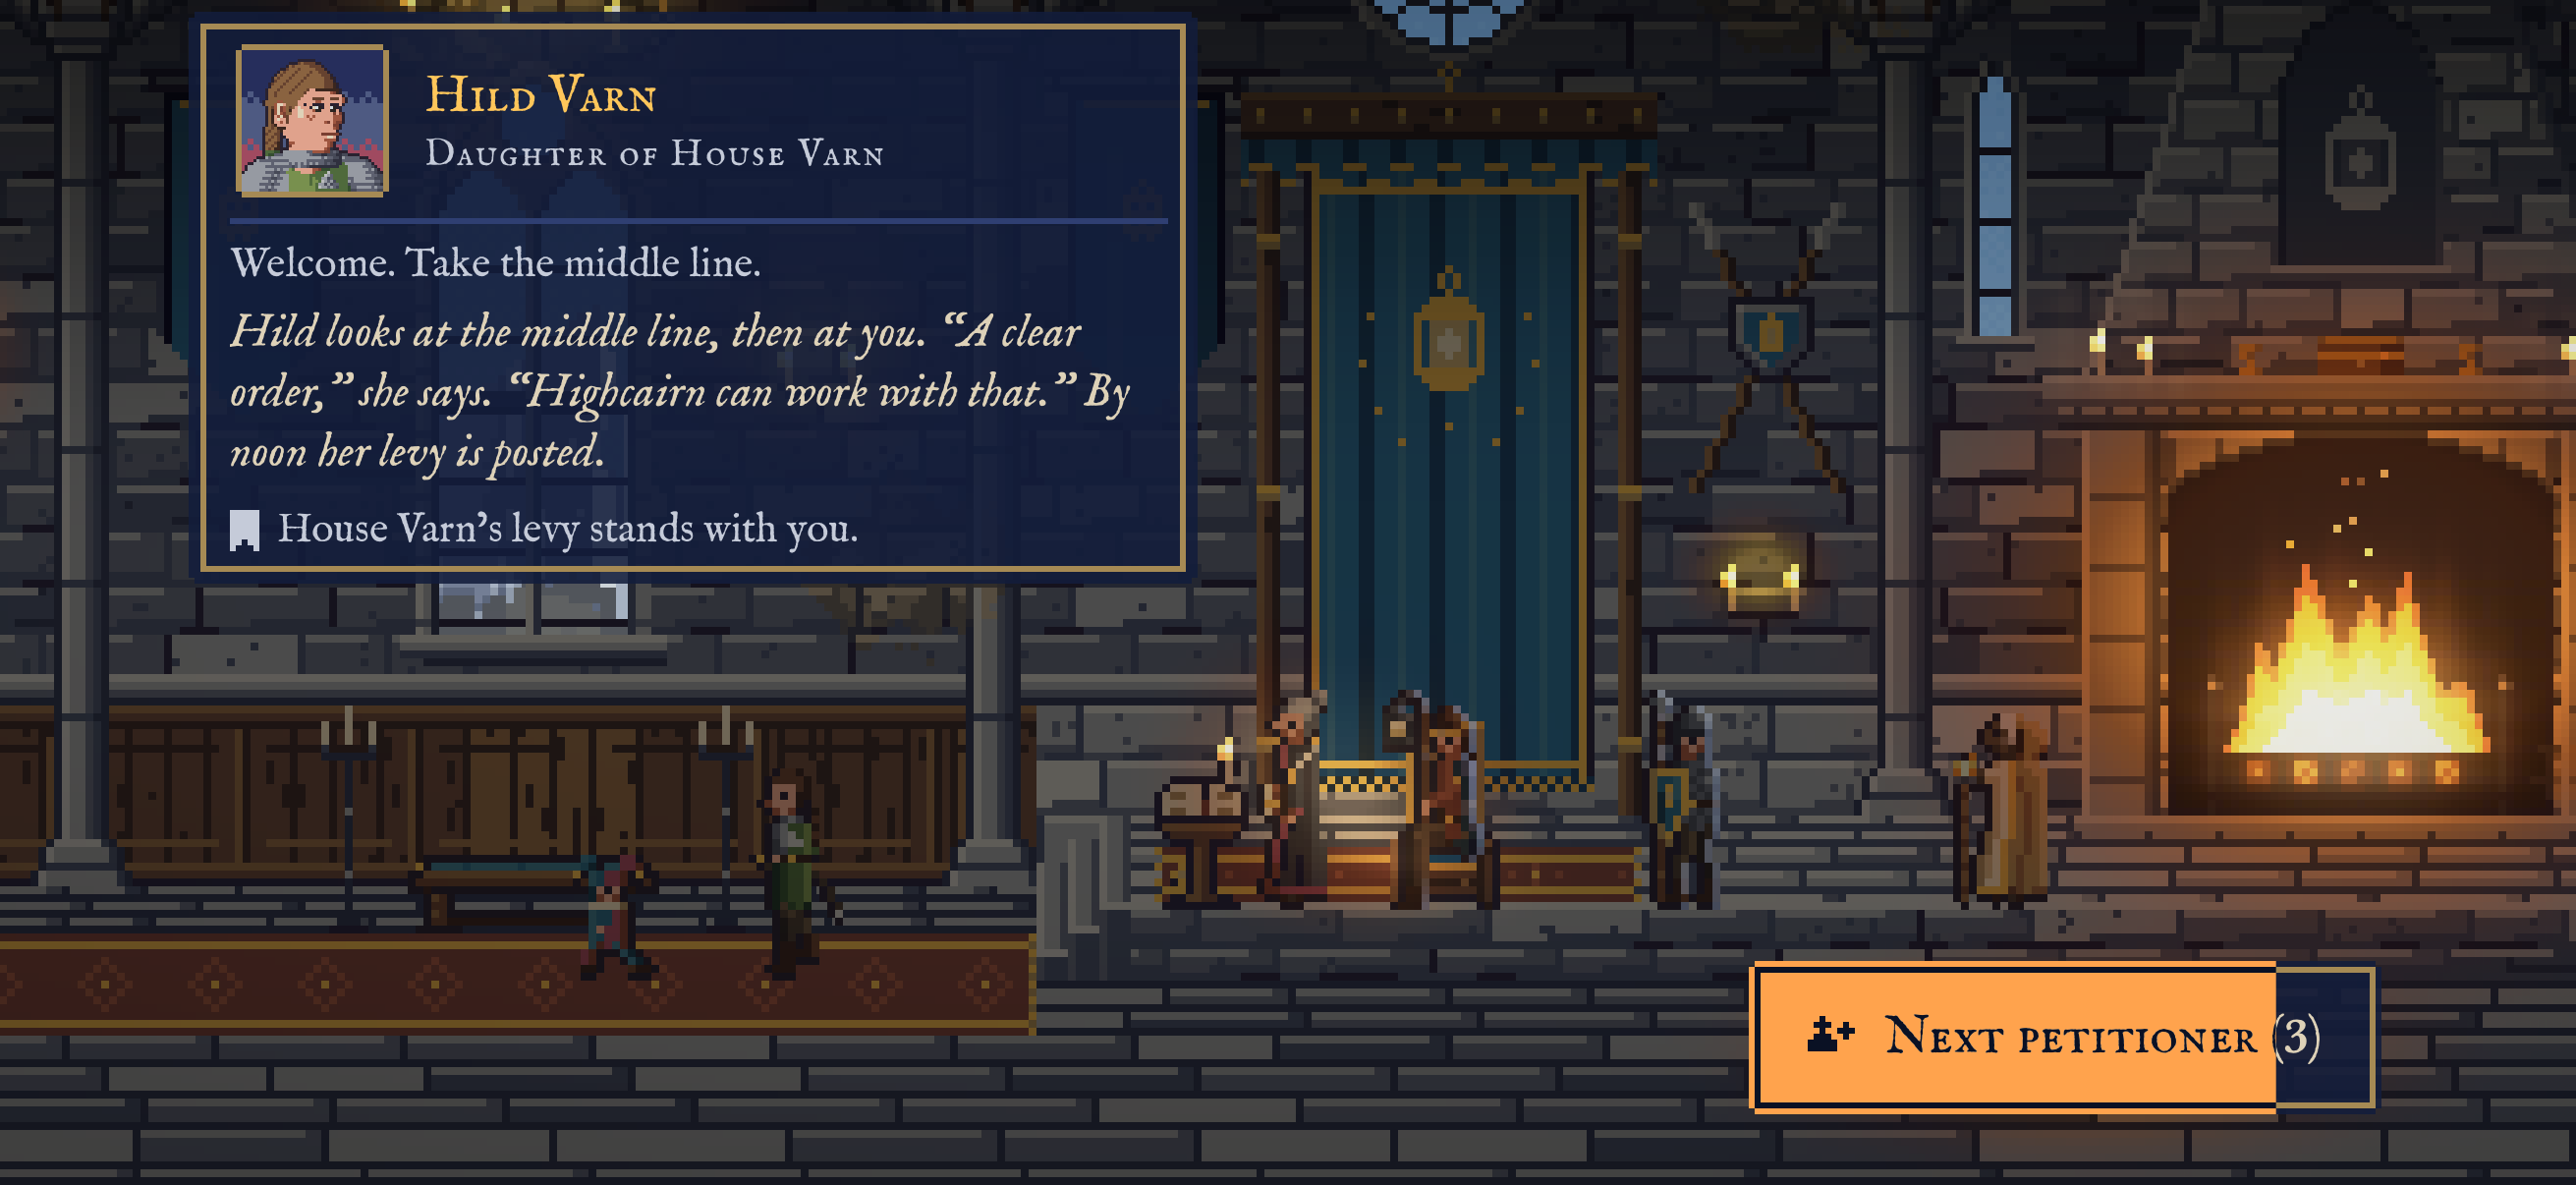 Hild Varn
Daughter of House Varn
Welcome. Take the middle line.
Hild looks at the middle line, then at you. “A clear
order,” she says. “Highcairn can work with that.” By
noon her levy is posted.
House Varn’s levy stands with you.
Next petitioner (3)